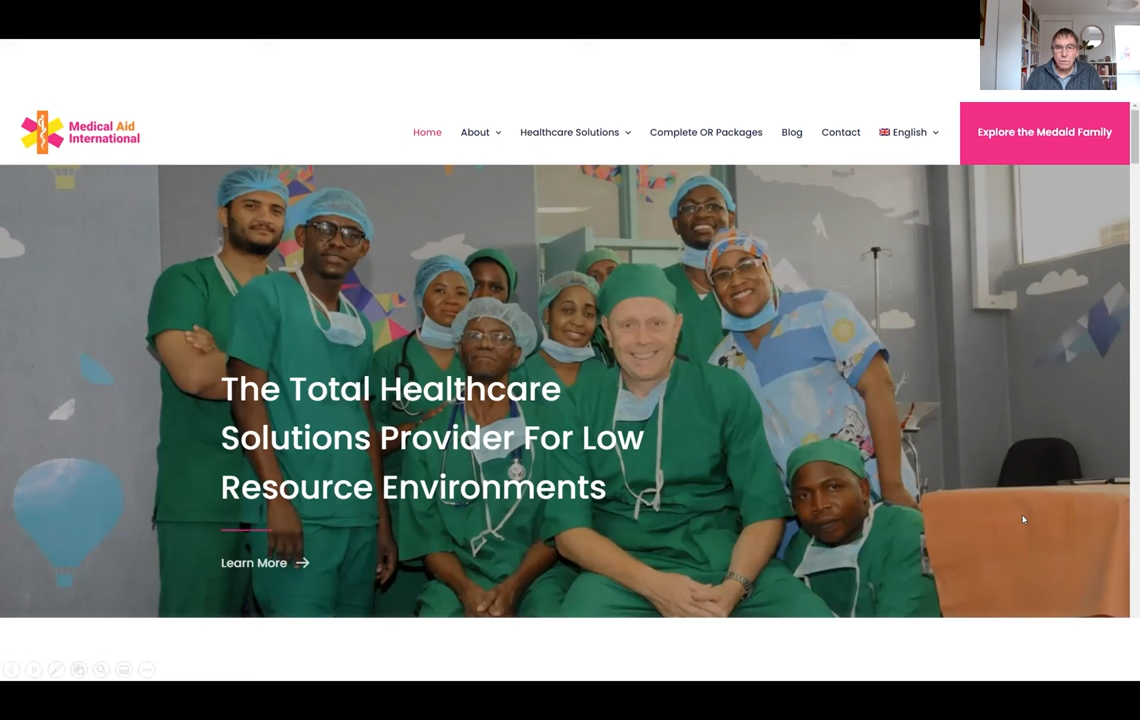 Medical Aid
International
Home
About
Healthcare Solutions
Complete OR Packages
Blog
Contact
English
Explore the Medaid Family
The Total Healthcare
Solutions Provider For Low
Resource Environments
Learn More